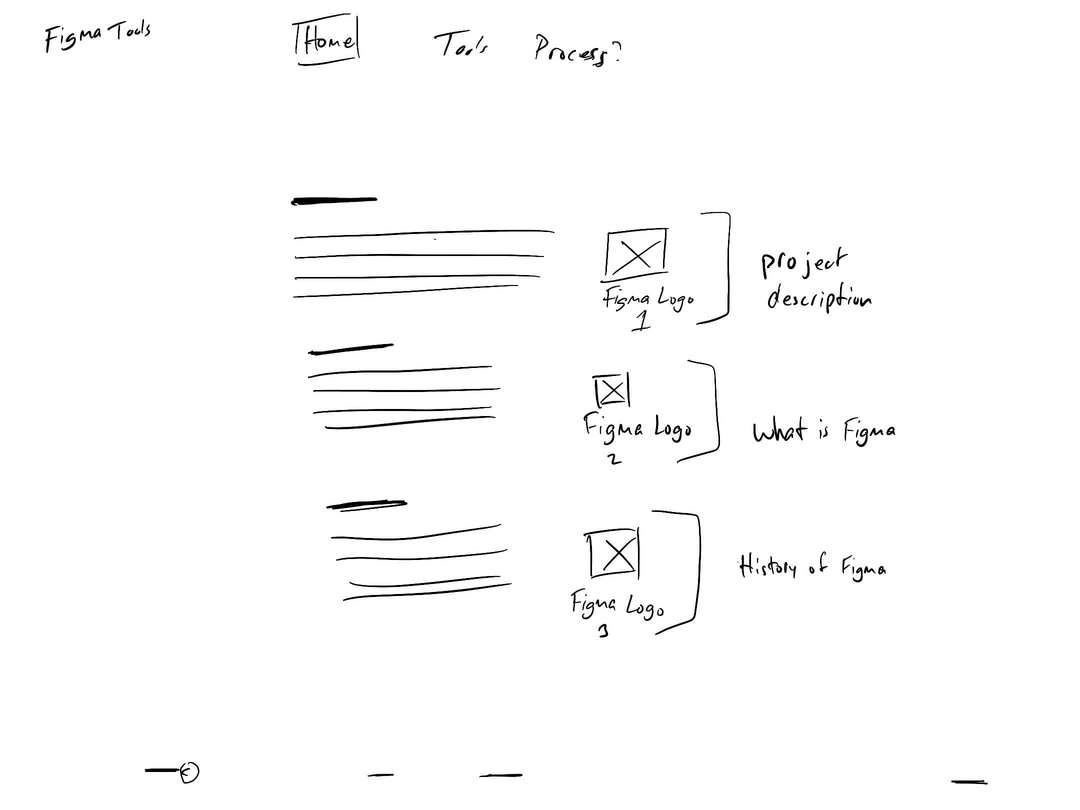 Figma Tools
Home Tools Process?
Figma Logo
1
project
description
Figma Logo
2
What is Figma
Figma Logo
3
History of Figma
©